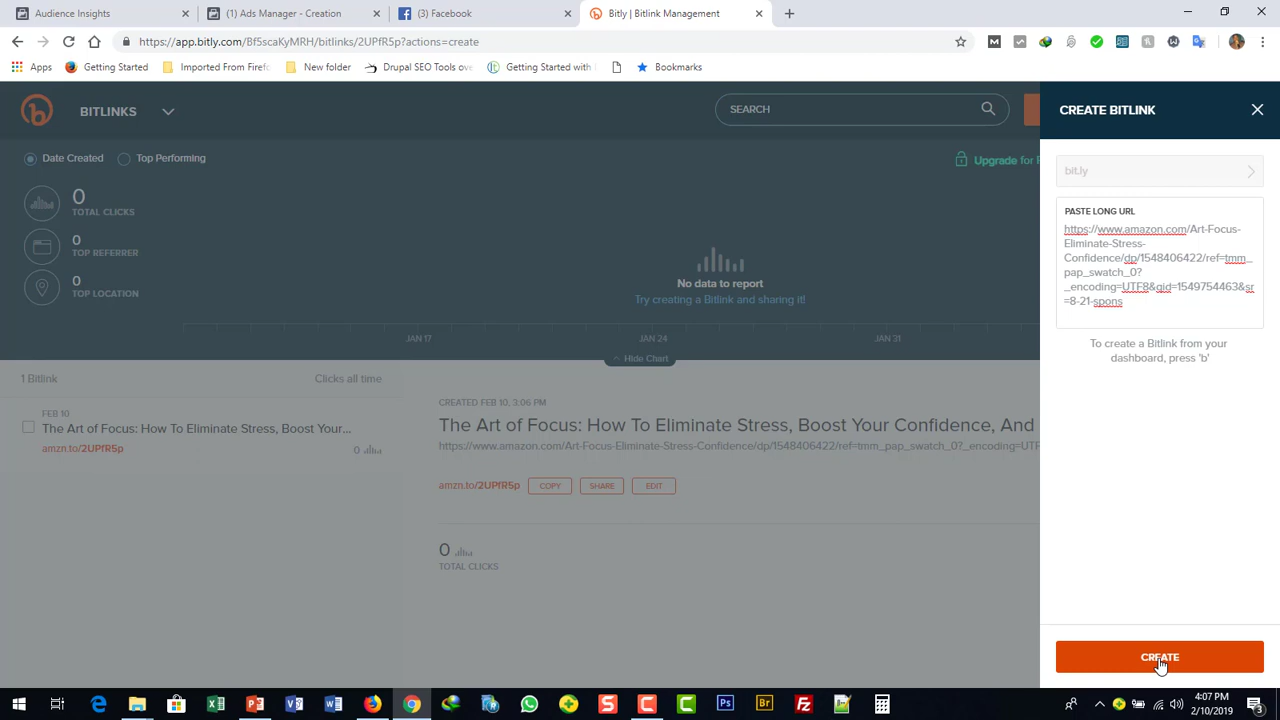 Audience Insights
(1) Ads Manager - Creation
(3) Facebook
Bitly | Bitlink Management
https://app.bitly.com/Bf5scaKyMRH/bitlinks/2UPfR5p?actions=create
Apps
Getting Started
Imported From Firef
New folder
Drupal SEO Tools ov
Getting Started with
Bookmarks
BITLINKS
SEARCH
CREATE BITLINK
Date Created
Top Performing
Upgrade for
bit.ly
0
TOTAL CLICKS
0
TOP REFERRER
0
TOP LOCATION
No data to report
Try creating a Bitlink and sharing it!
JAN 17
JAN 24
JAN 31
Hide Chart
PASTE LONG URL
https://www.amazon.com/Art-Focus-
Eliminate-Stress-
Confidence/dp/1548406422/ref=tmm_
pap_swatch_0?
_encoding=UTF8&qid=1549754463&sr
=8-21-spons
To create a Bitlink from your
dashboard, press 'b'
1 Bitlink
Clicks all time
FEB 10
The Art of Focus: How To Eliminate Stress, Boost Your...
amzn.to/2UPfR5p
0
CREATED FEB 10, 3:06 PM
The Art of Focus: How To Eliminate Stress, Boost Your Confidence, And
https://www.amazon.com/Art-Focus-Eliminate-Stress-Confidence/dp/1548406422/ref=tmm_pap_swatch_0?_encoding=UTF
amzn.to/2UPfR5p
COPY
SHARE
EDIT
0
TOTAL CLICKS
CREATE
4:07 PM
2/10/2019